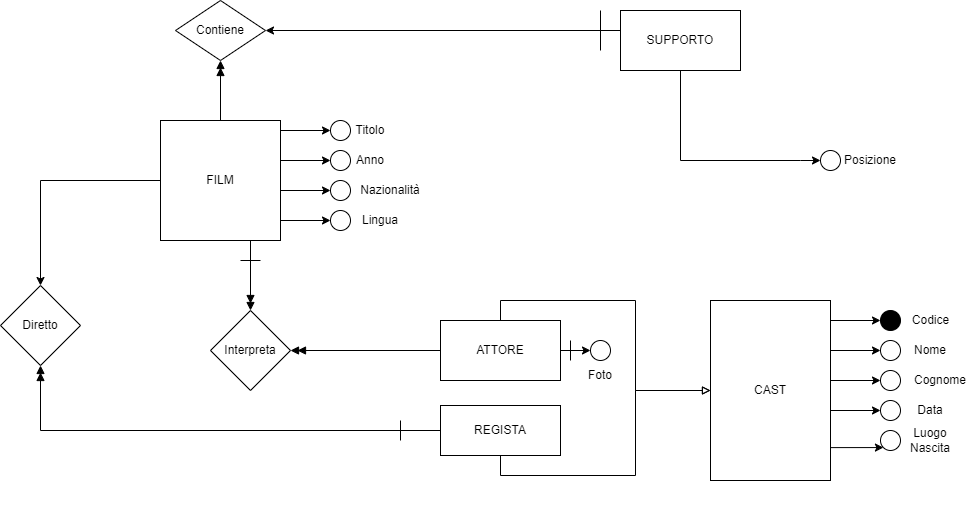 Contiene
SUPPORTO
Titolo
Anno
Posizione
FILM
Nazionalità
Lingua
Diretto
Interpreta
ATTORE
Foto
REGISTA
CAST
Codice
Nome
Cognome
Data
Luogo
Nascita